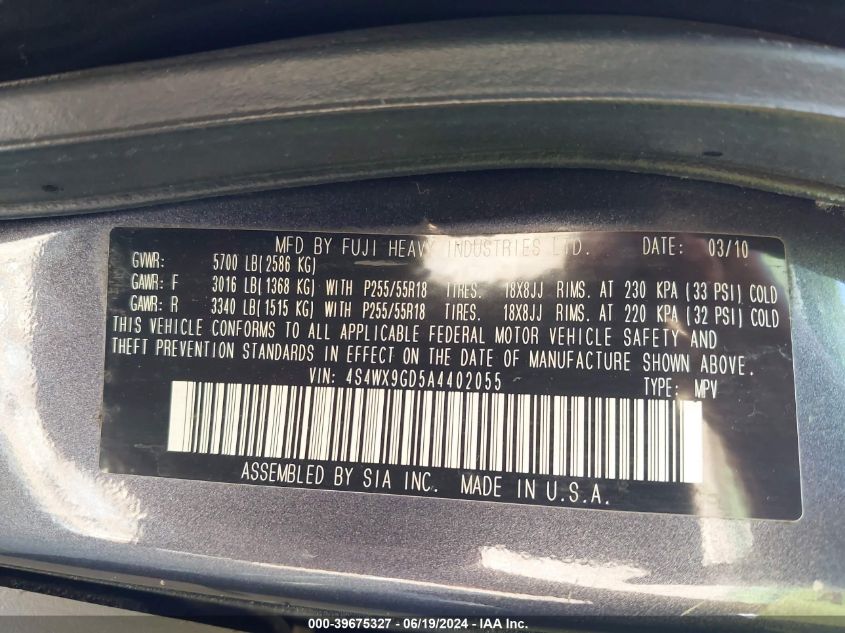 MFD BY FUJI HEAVY INDUSTRIES LTD. DATE: 03/10
GVWR: 5700 LB(2586 KG)
GAWR: F 3016 LB(1368 KG) WITH P255/55R18 TIRES. 18X8JJ RIMS. AT 230 KPA (33 PSI) COLD
GAWR: R 3340 LB(1515 KG) WITH P255/55R18 TIRES. 18X8JJ RIMS. AT 220 KPA (32 PSI) COLD
THIS VEHICLE CONFORMS TO ALL APPLICABLE FEDERAL MOTOR VEHICLE SAFETY AND
THEFT PREVENTION STANDARDS IN EFFECT ON THE DATE OF MANUFACTURE SHOWN ABOVE.
VIN: 4S4WX9GD5A4402055 TYPE: MPV
ASSEMBLED BY SIA INC. MADE IN U.S.A.
000-39675327 - 06/19/2024 - IAA Inc.